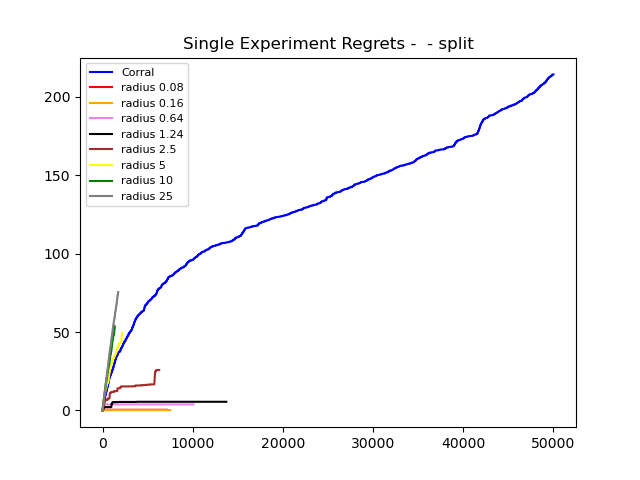 Single Experiment Regrets -  - split
Corral
radius 0.08
radius 0.16
radius 0.64
radius 1.24
radius 2.5
radius 5
radius 10
radius 25
200
150
100
50
0
0 10000 20000 30000 40000 50000